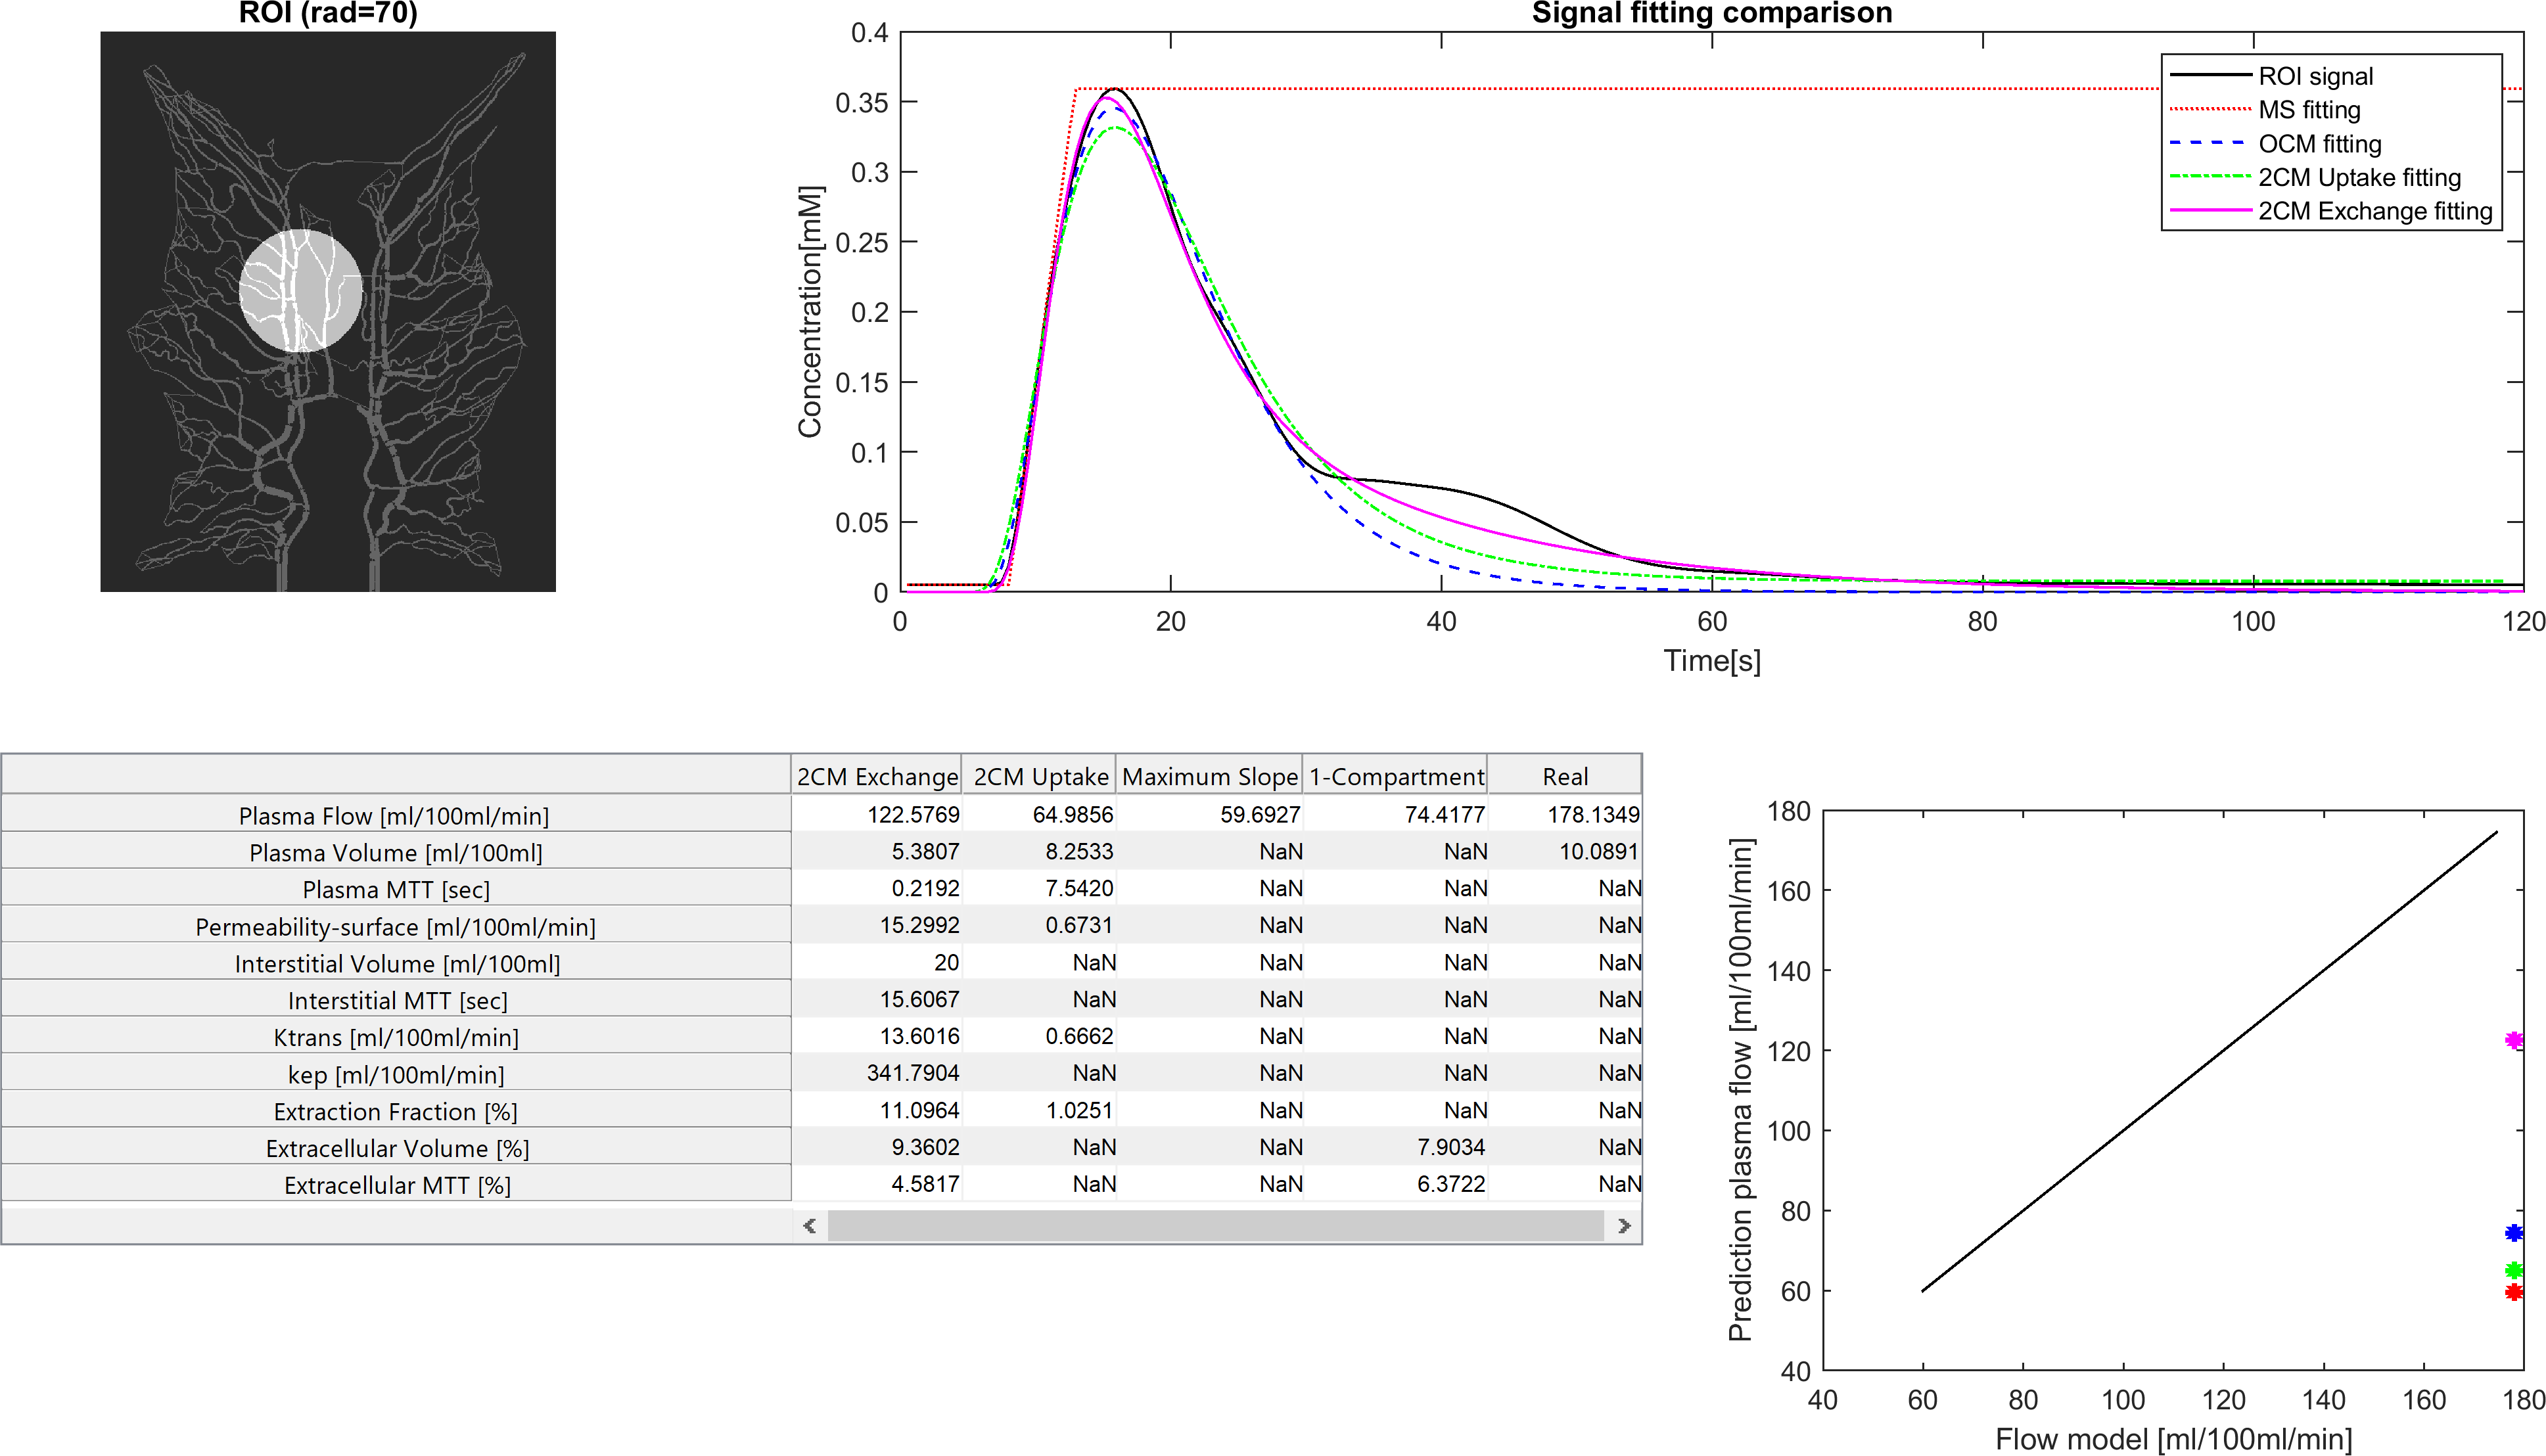 ROI (rad=70)
Signal fitting comparison
0.4
0.35
0.3
0.25
0.2
0.15
0.1
0.05
0
Concentration[mM]
0 20 40 60 80 100 120
Time[s]
ROI signal
MS fitting
OCM fitting
2CM Uptake fitting
2CM Exchange fitting
2CM Exchange 2CM Uptake Maximum Slope 1-Compartment Real
Plasma Flow [ml/100ml/min] 122.5769 64.9856 59.6927 74.4177 178.1349
Plasma Volume [ml/100ml] 5.3807 8.2533 NaN NaN 10.0891
Plasma MTT [sec] 0.2192 7.5420 NaN NaN NaN
Permeability-surface [ml/100ml/min] 15.2992 0.6731 NaN NaN NaN
Interstitial Volume [ml/100ml] 20 NaN NaN NaN NaN
Interstitial MTT [sec] 15.6067 NaN NaN NaN NaN
Ktrans [ml/100ml/min] 13.6016 0.6662 NaN NaN NaN
kep [ml/100ml/min] 341.7904 NaN NaN NaN NaN
Extraction Fraction [%] 11.0964 1.0251 NaN NaN NaN
Extracellular Volume [%] 9.3602 NaN NaN 7.9034 NaN
Extracellular MTT [%] 4.5817 NaN NaN 6.3722 NaN
180
160
140
120
100
80
60
40
Prediction plasma flow [ml/100ml/min]
40 60 80 100 120 140 160 180
Flow model [ml/100ml/min]